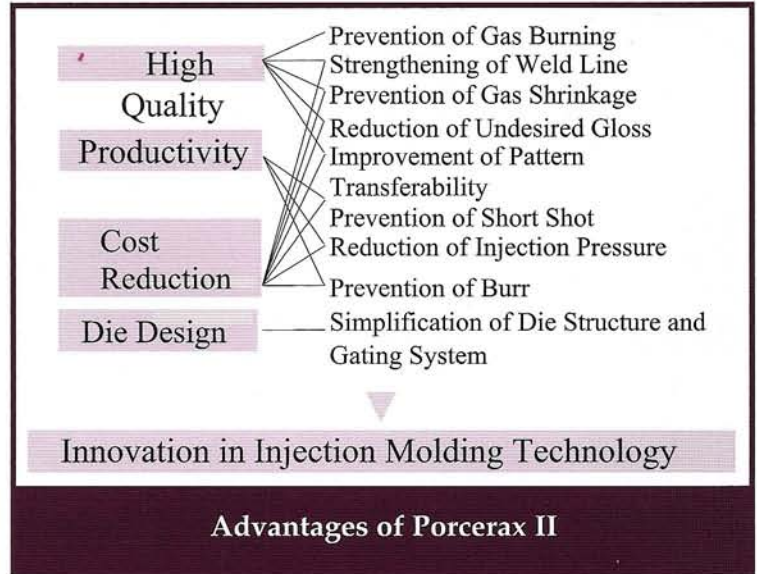 High
Quality
Productivity
Cost
Reduction
Die Design
Prevention of Gas Burning
Strengthening of Weld Line
Prevention of Gas Shrinkage
Reduction of Undesired Gloss
Improvement of Pattern
Transferability
Prevention of Short Shot
Reduction of Injection Pressure
Prevention of Burr
Simplification of Die Structure and
Gating System
Innovation in Injection Molding Technology
Advantages of Porcerax II